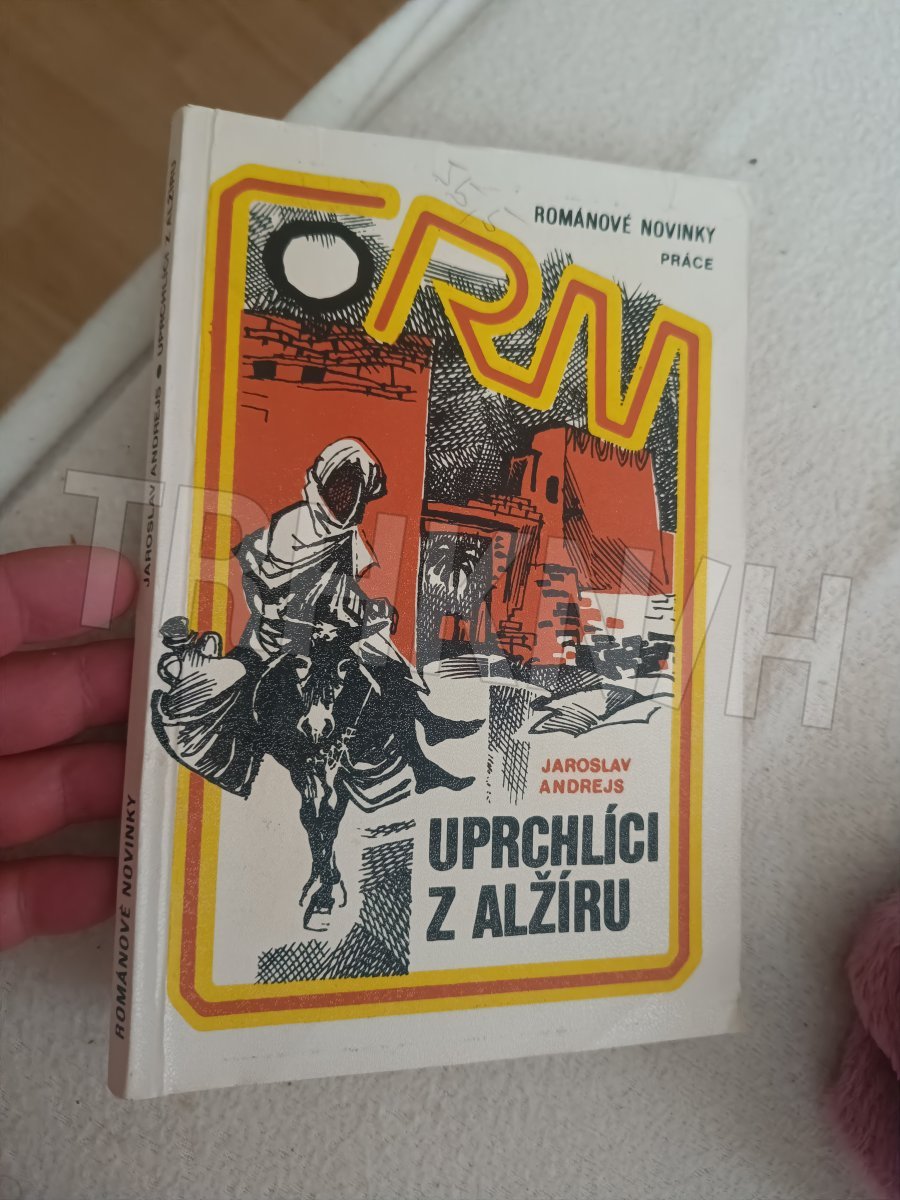 ROMÁNOVÉ NOVINKY
PRÁCE
RN
JAROSLAV
ANDREJS
UPRCHLÍCI
Z ALŽÍRU
ROMÁNOVÉ NOVINKY
JAROSLAV ANDREJS ● UPRCHLÍCI Z ALŽÍRU